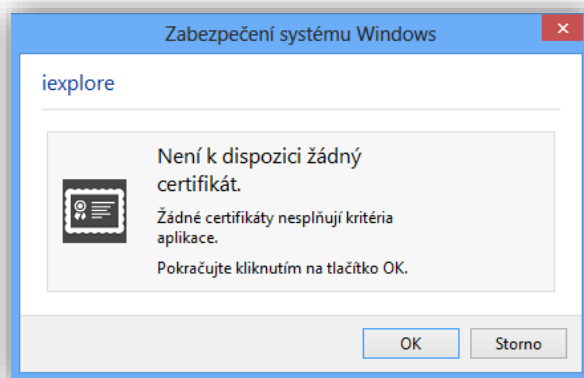 Zabezpečení systému Windows
iexplore
Není k dispozici žádný
certifikát.
Žádné certifikáty nesplňují kritéria
aplikace.
Pokračujte kliknutím na tlačítko OK.
OK
Storno